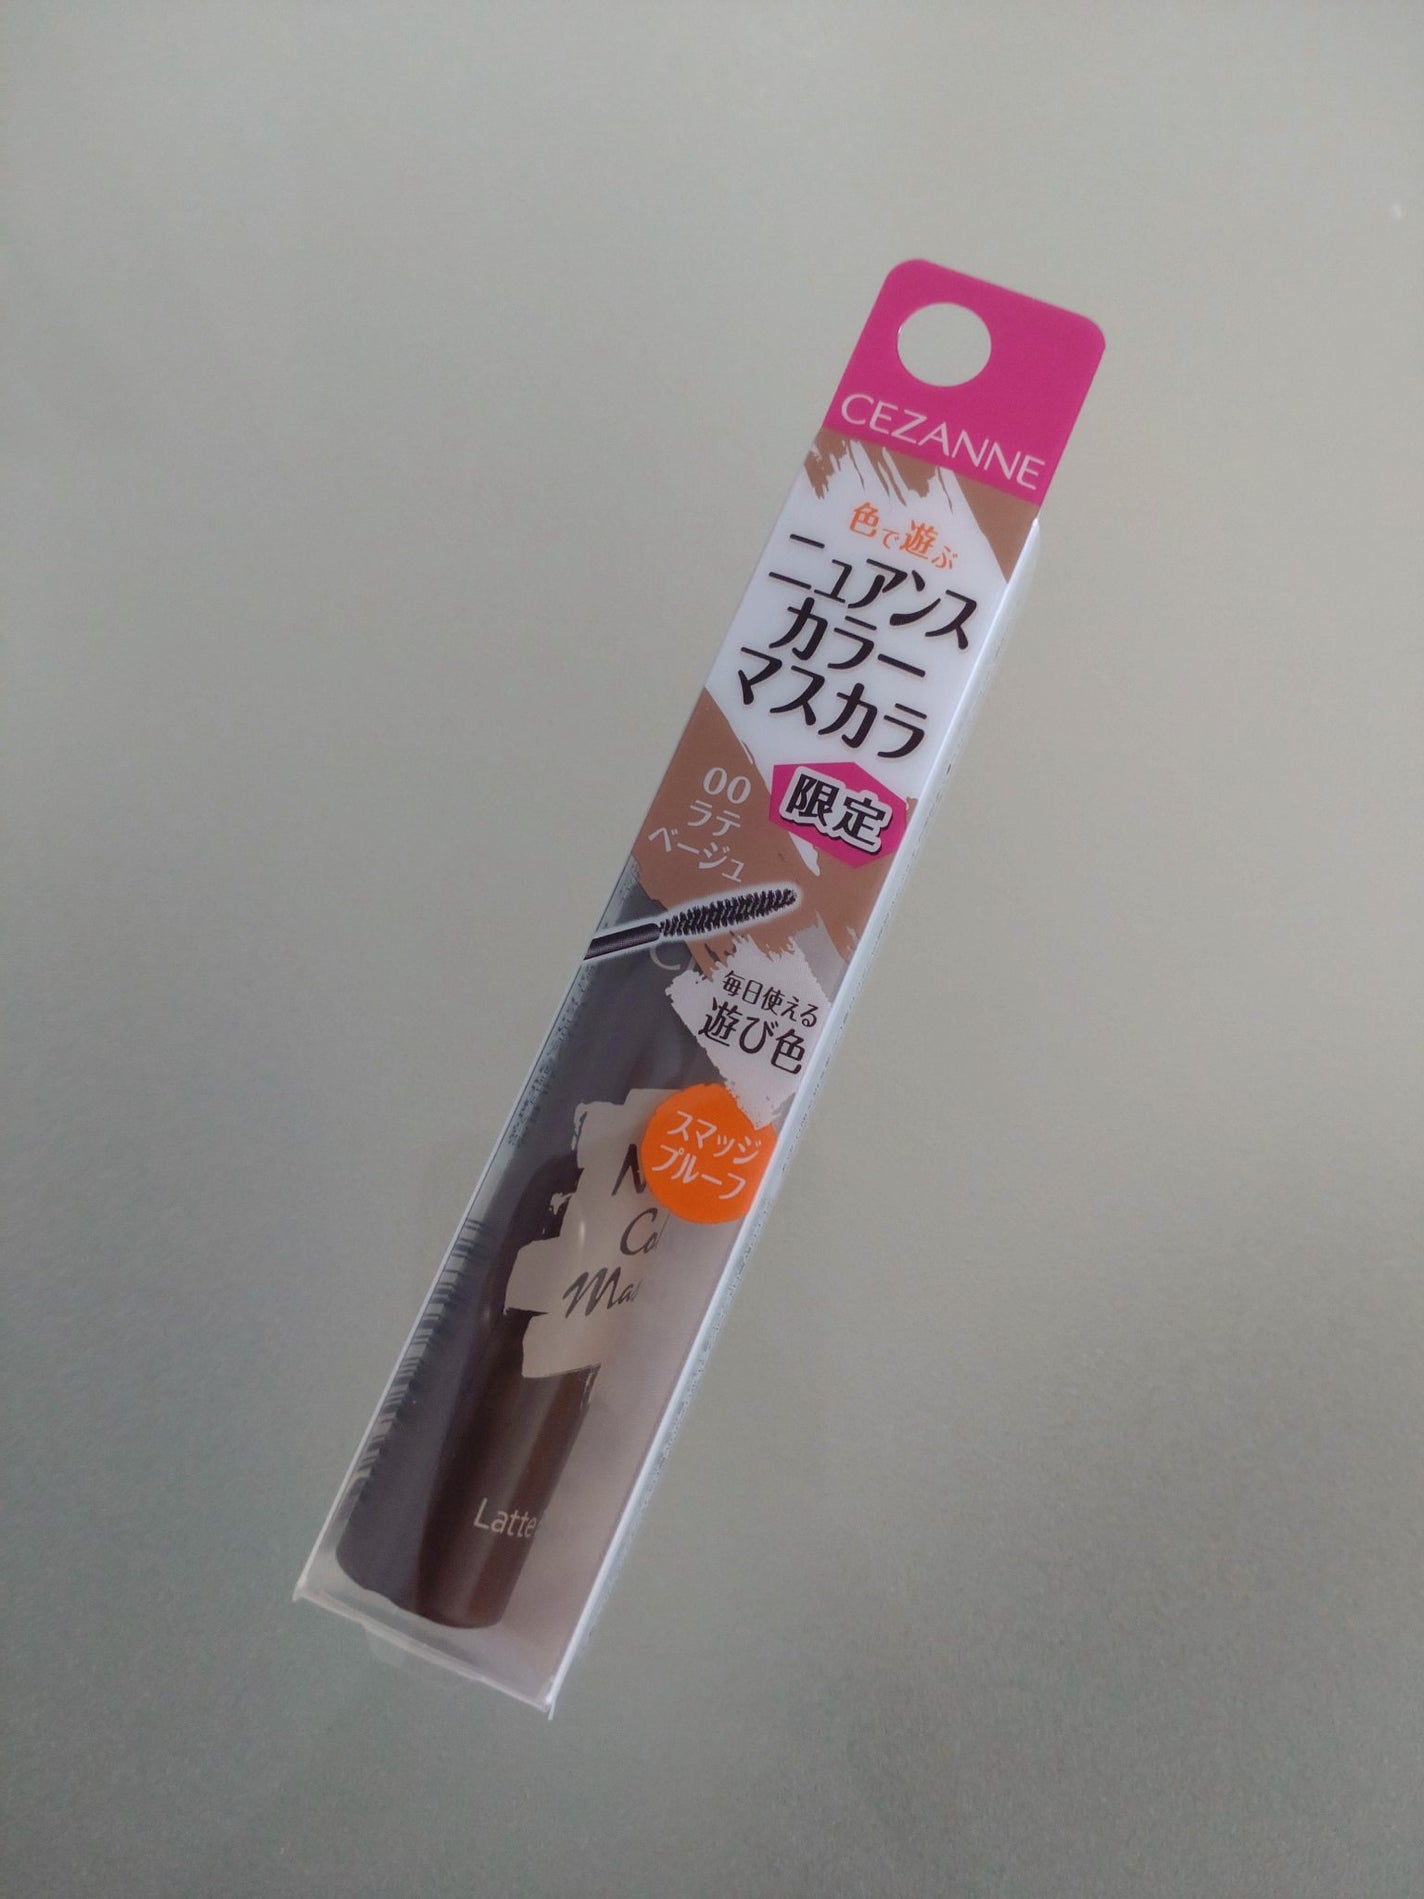 CEZANNE
色で遊ぶ
ニュアンス
カラー
マスカラ
限定
00
ラテ
ベージュ
毎日使える
遊び色
スマッジ
プルーフ
Latte